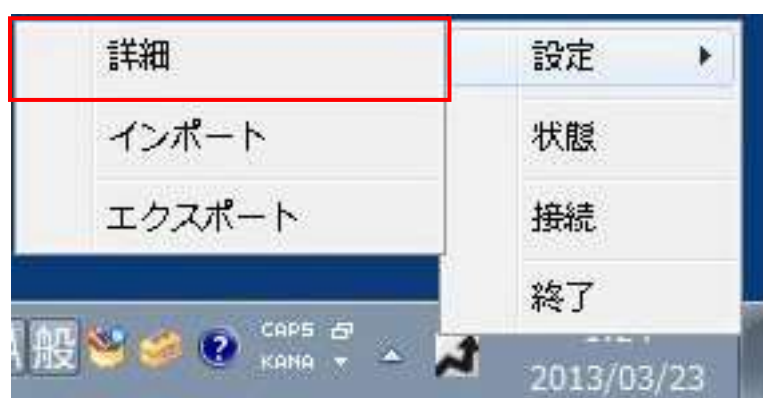 詳細
インポート
エクスポート
設定
状態
接続
終了
般
CAPS
KANA
2013/03/23